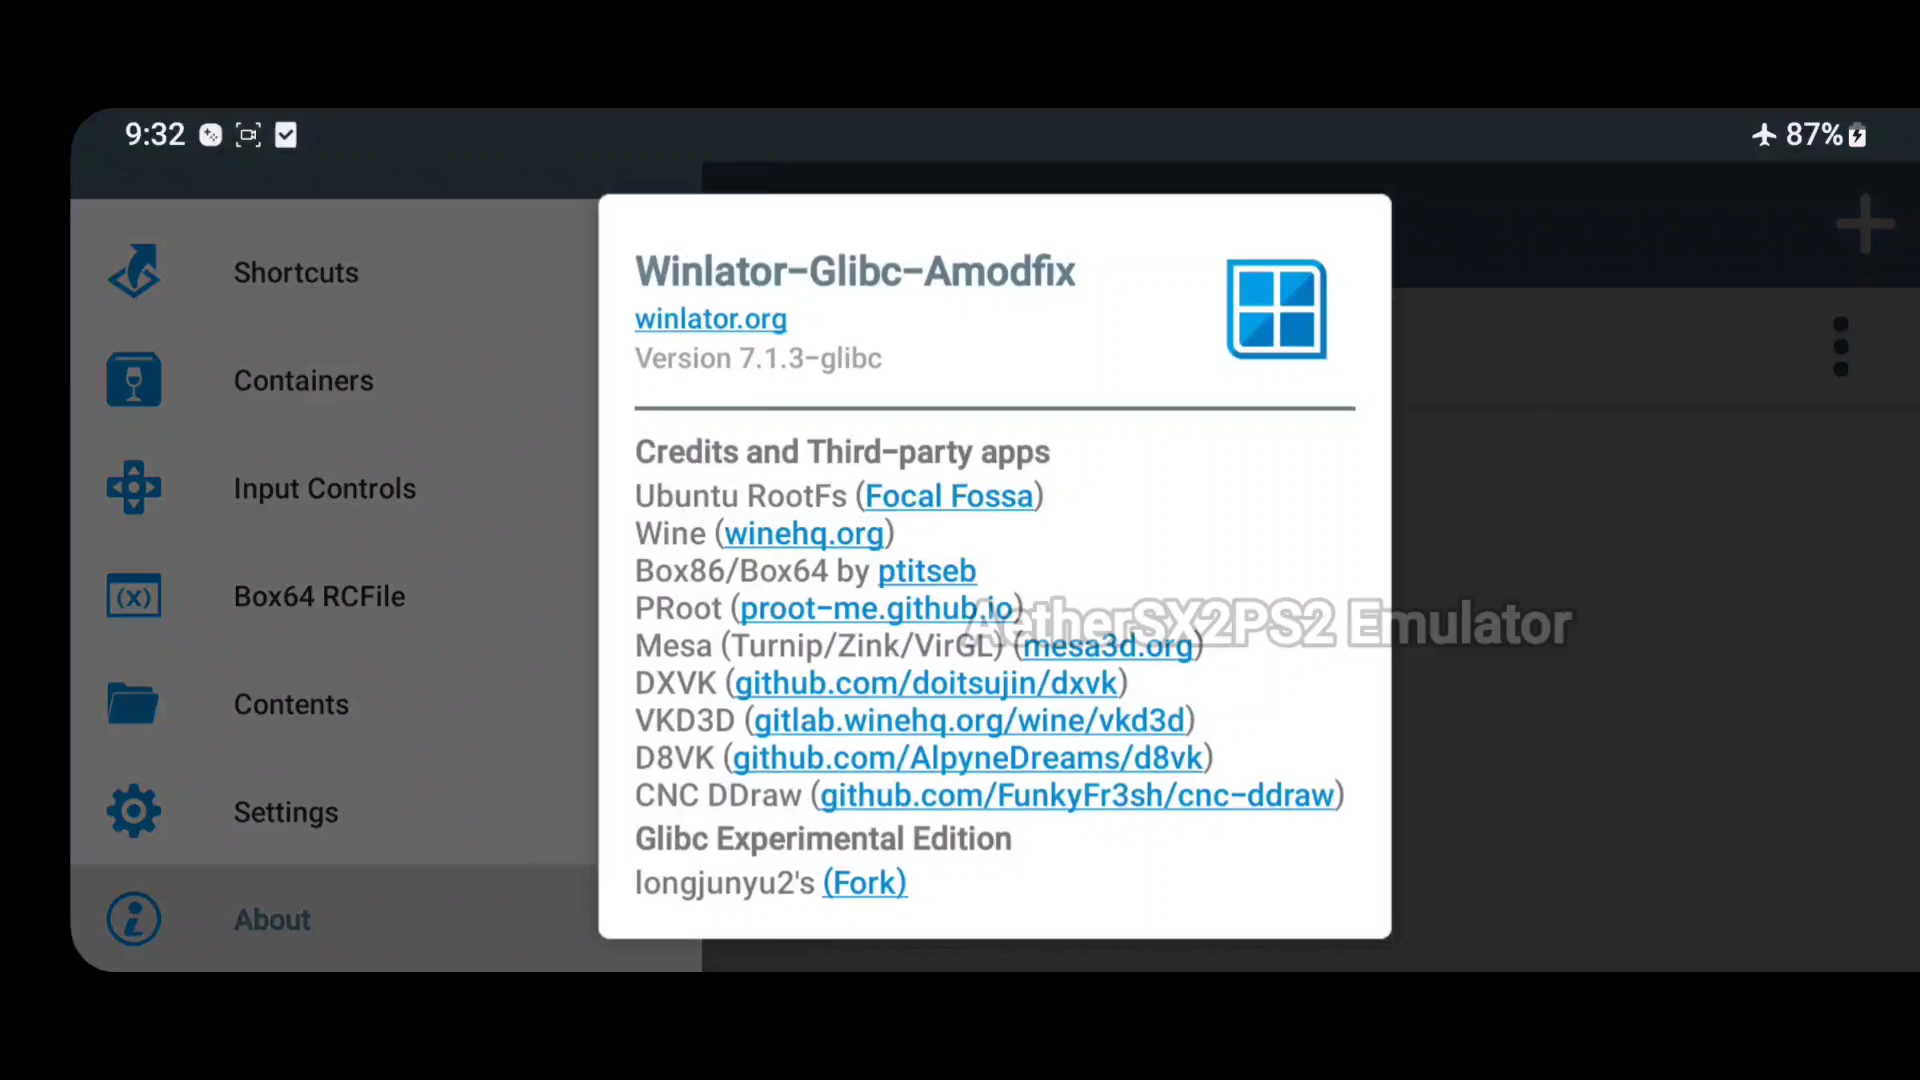 9:32
87%
Shortcuts
Containers
Input Controls
Box64 RCFile
Contents
Settings
About
Winlator-Glibc-Amodfix
winlator.org
Version 7.1.3-glibc
Credits and Third-party apps
Ubuntu RootFs (Focal Fossa)
Wine (winehq.org)
Box86/Box64 by ptitseb
PRoot (proot-me.github.io)
Mesa (Turnip/Zink/VirGL) (mesa3d.org)
DXVK (github.com/doitsujin/dxvk)
VKD3D (gitlab.winehq.org/wine/vkd3d)
D8VK (github.com/AlpyneDreams/d8vk)
CNC DDraw (github.com/FunkyFr3sh/cnc-ddraw)
Glibc Experimental Edition
longjunyu2's (Fork)
AetherSX2PS2 Emulator